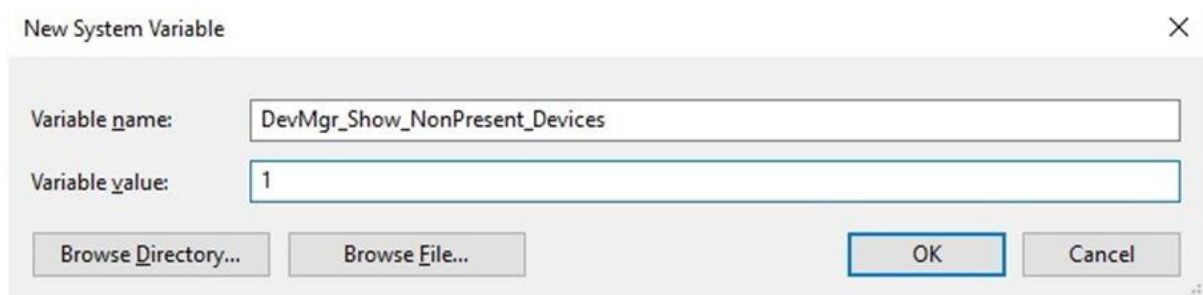 New System Variable
Variable name: DevMgr_Show_NonPresent_Devices
Variable value: 1
Browse Directory... Browse File... OK Cancel